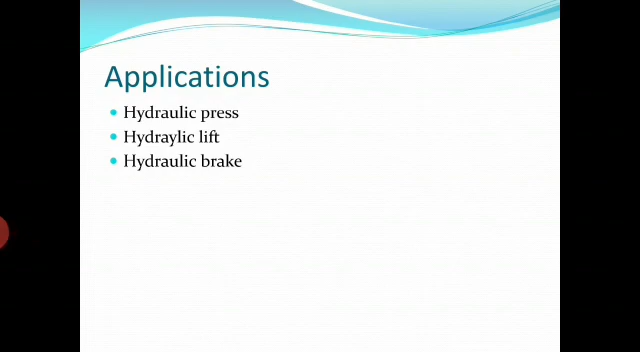 Applications
Hydraulic press
Hydraylic lift
Hydraulic brake